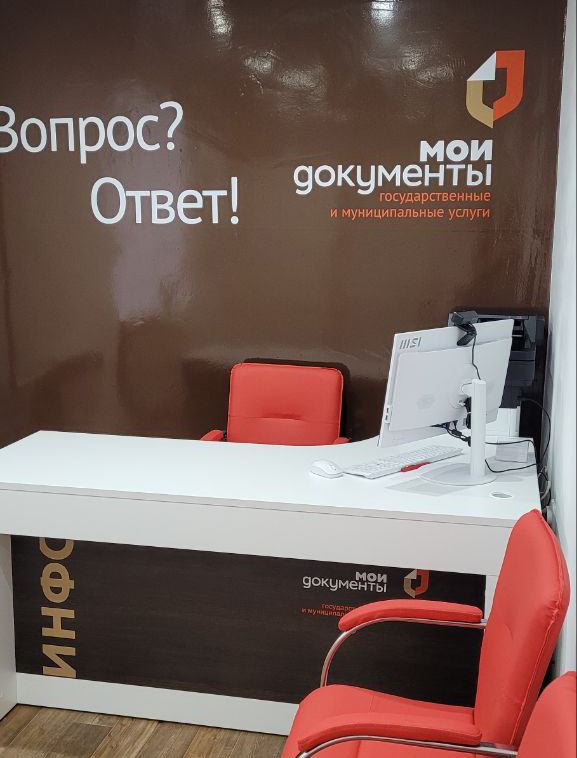 Вопрос?
Ответ!
мои
документы
государственные
и муниципальные услуги
msi
ИНФО
мои
документы